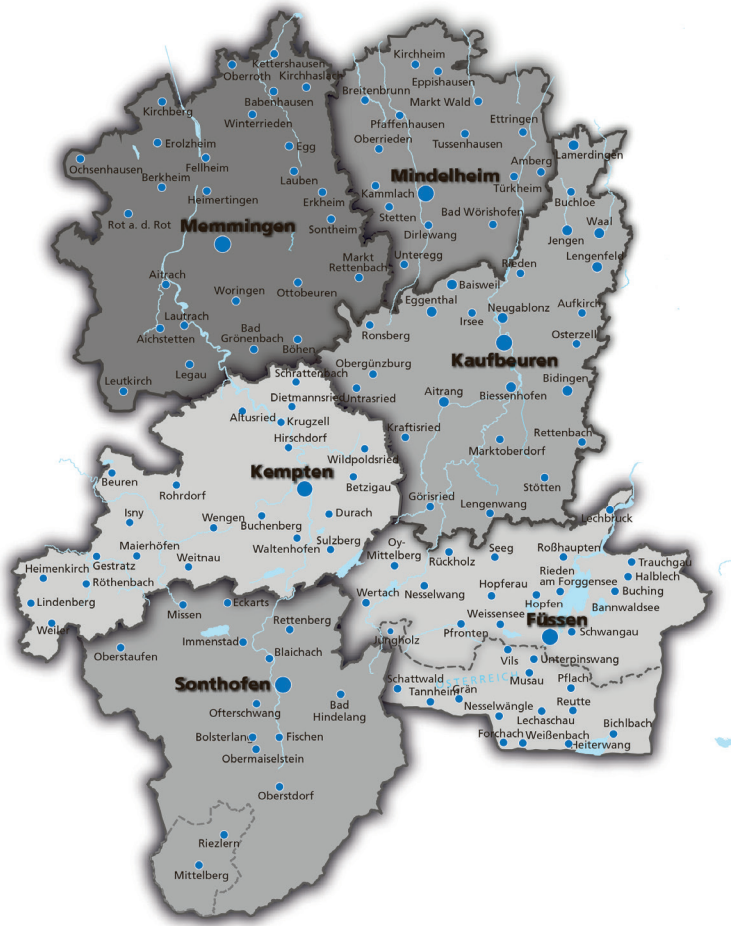 Kettershausen
Oberroth
Kirchhaslach
Babenhausen
Kirchberg
Winterrieden
Erolzheim
Egg
Ochsenhausen
Fellheim
Berkheim
Lauben
Heimertingen
Erkheim
Rot a. d. Rot
Memmingen
Sontheim
Markt
Rettenbach
Aitrach
Woringen
Ottobeuren
Lautrach
Aichstetten
Bad
Grönenbach
Böhen
Legau
Leutkirch
Kirchheim
Eppishausen
Breitenbrunn
Markt Wald
Pfaffenhausen
Ettringen
Oberrieden
Tussenhausen
Amberg
Mindelheim
Türkheim
Kammlach
Stetten
Bad Wörishofen
Dirlewang
Unteregg
Lamerdingen
Buchloe
Waal
Jengen
Lengenfeld
Rieden
Baisweil
Eggenthal
Neugablonz
Irsee
Aufkirch
Ronsberg
Osterzell
Kaufbeuren
Obergünzburg
Untrasried
Aitrang
Biessenhofen
Bidingen
Kraftisried
Rettenbach
Marktoberdorf
Stötten
Görisried
Lengenwang
Schrattenbach
Dietmannsried
Altusried
Krugzell
Hirschdorf
Wildpoldsried
Kempten
Betzigau
Beuren
Rohrdorf
Isny
Wengen
Buchenberg
Durach
Waltenhofen
Sulzberg
Maierhöfen
Gestratz
Weitnau
Heimenkirch
Röthenbach
Lindenberg
Weiler
Missen
Eckarts
Rettenberg
Immenstad
Oberstaufen
Blaichach
Sonthofen
Bad
Hindelang
Ofterschwang
Bolsterlang
Fischen
Obermaiselstein
Oberstdorf
Riezlern
Mittelberg
Lechbruck
Oy-
Mittelberg
Rückholz
Seeg
Roßhaupten
Trauchgau
Rieden
am Forggensee
Halblech
Nesselwang
Hopferau
Buching
Wertach
Hopfen
Bannwaldsee
Weissensee
Füssen
Jungholz
Pfronten
Schwangau
Vils
Unterpinswang
ÖSTERREICH
Schattwald
Musau
Pflach
Tannheim
Grän
Nesselwängle
Reutte
Lechaschau
Bichlbach
Forchach
Weißenbach
Heiterwang